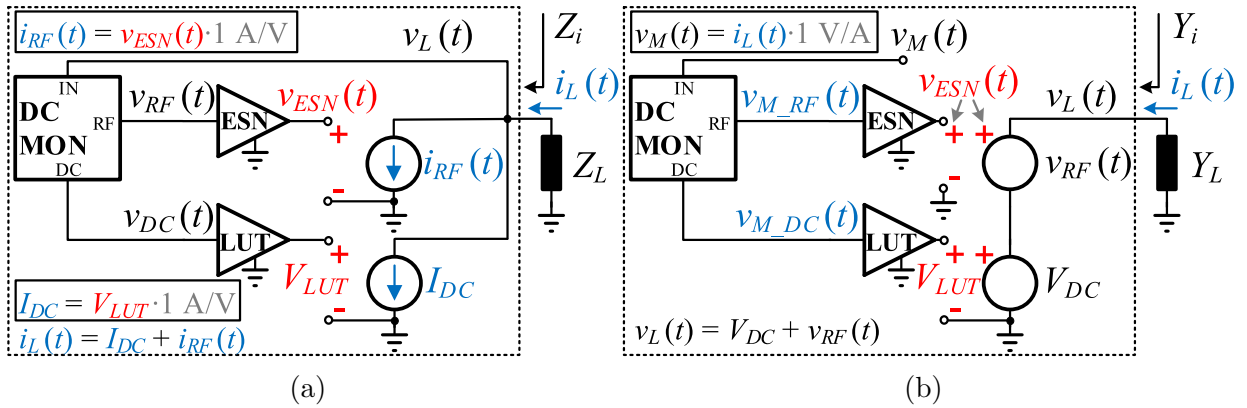 i_RF(t) = v_ESN(t)·1 A/V
v_L(t)
Z_i
IN
DC
MON
RF
DC
v_RF(t)
ESN
v_ESN(t)
i_L(t)
+
-
i_RF(t)
Z_L
v_DC(t)
LUT
+
V_LUT
-
I_DC
I_DC = V_LUT·1 A/V
i_L(t) = I_DC + i_RF(t)
(a)
v_M(t) = i_L(t)·1 V/A
v_M(t)
Y_i
IN
DC
MON
RF
DC
v_M_RF(t)
ESN
v_ESN(t)
v_L(t)
i_L(t)
+ +
-
v_RF(t)
Y_L
v_M_DC(t)
LUT
+ +
V_LUT
-
V_DC
v_L(t) = V_DC + v_RF(t)
(b)